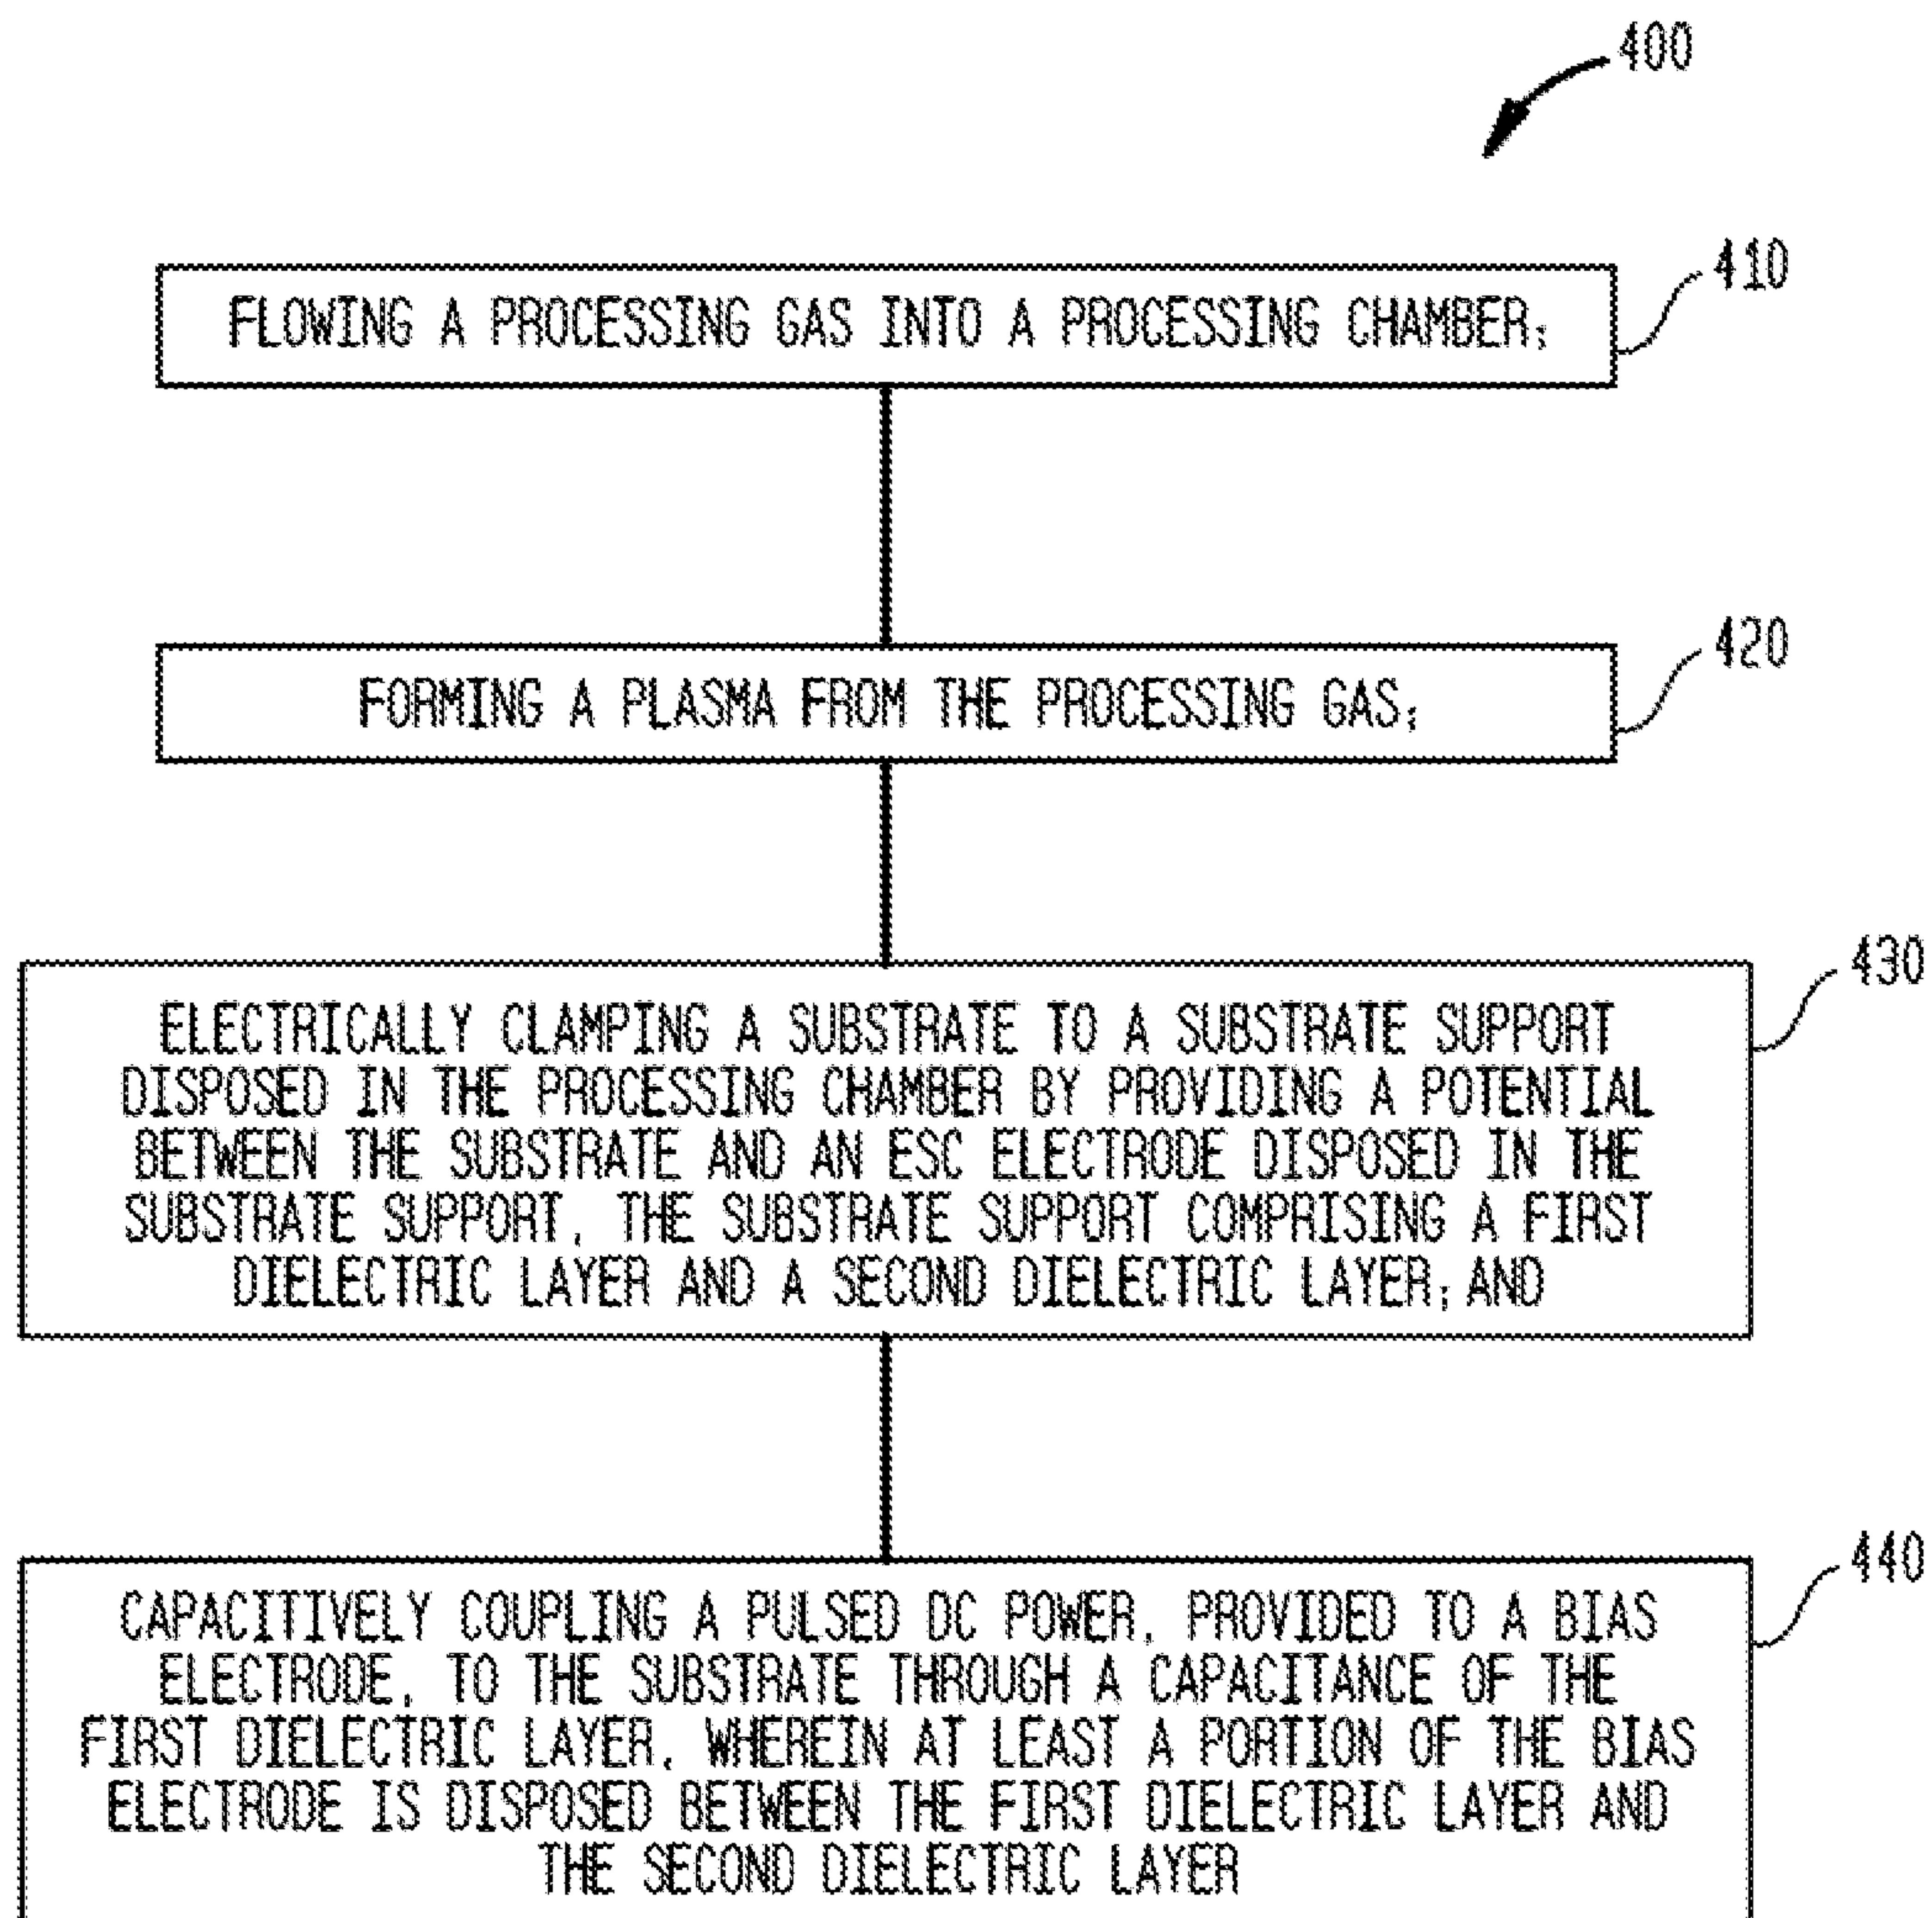 400
410
FLOWING A PROCESSING GAS INTO A PROCESSING CHAMBER;
420
FORMING A PLASMA FROM THE PROCESSING GAS;
430
ELECTRICALLY CLAMPING A SUBSTRATE TO A SUBSTRATE SUPPORT
DISPOSED IN THE PROCESSING CHAMBER BY PROVIDING A POTENTIAL
BETWEEN THE SUBSTRATE AND AN ESC ELECTRODE DISPOSED IN THE
SUBSTRATE SUPPORT, THE SUBSTRATE SUPPORT COMPRISING A FIRST
DIELECTRIC LAYER AND A SECOND DIELECTRIC LAYER; AND
440
CAPACITIVELY COUPLING A PULSED DC POWER, PROVIDED TO A BIAS
ELECTRODE, TO THE SUBSTRATE THROUGH A CAPACITANCE OF THE
FIRST DIELECTRIC LAYER, WHEREIN AT LEAST A PORTION OF THE BIAS
ELECTRODE IS DISPOSED BETWEEN THE FIRST DIELECTRIC LAYER AND
THE SECOND DIELECTRIC LAYER